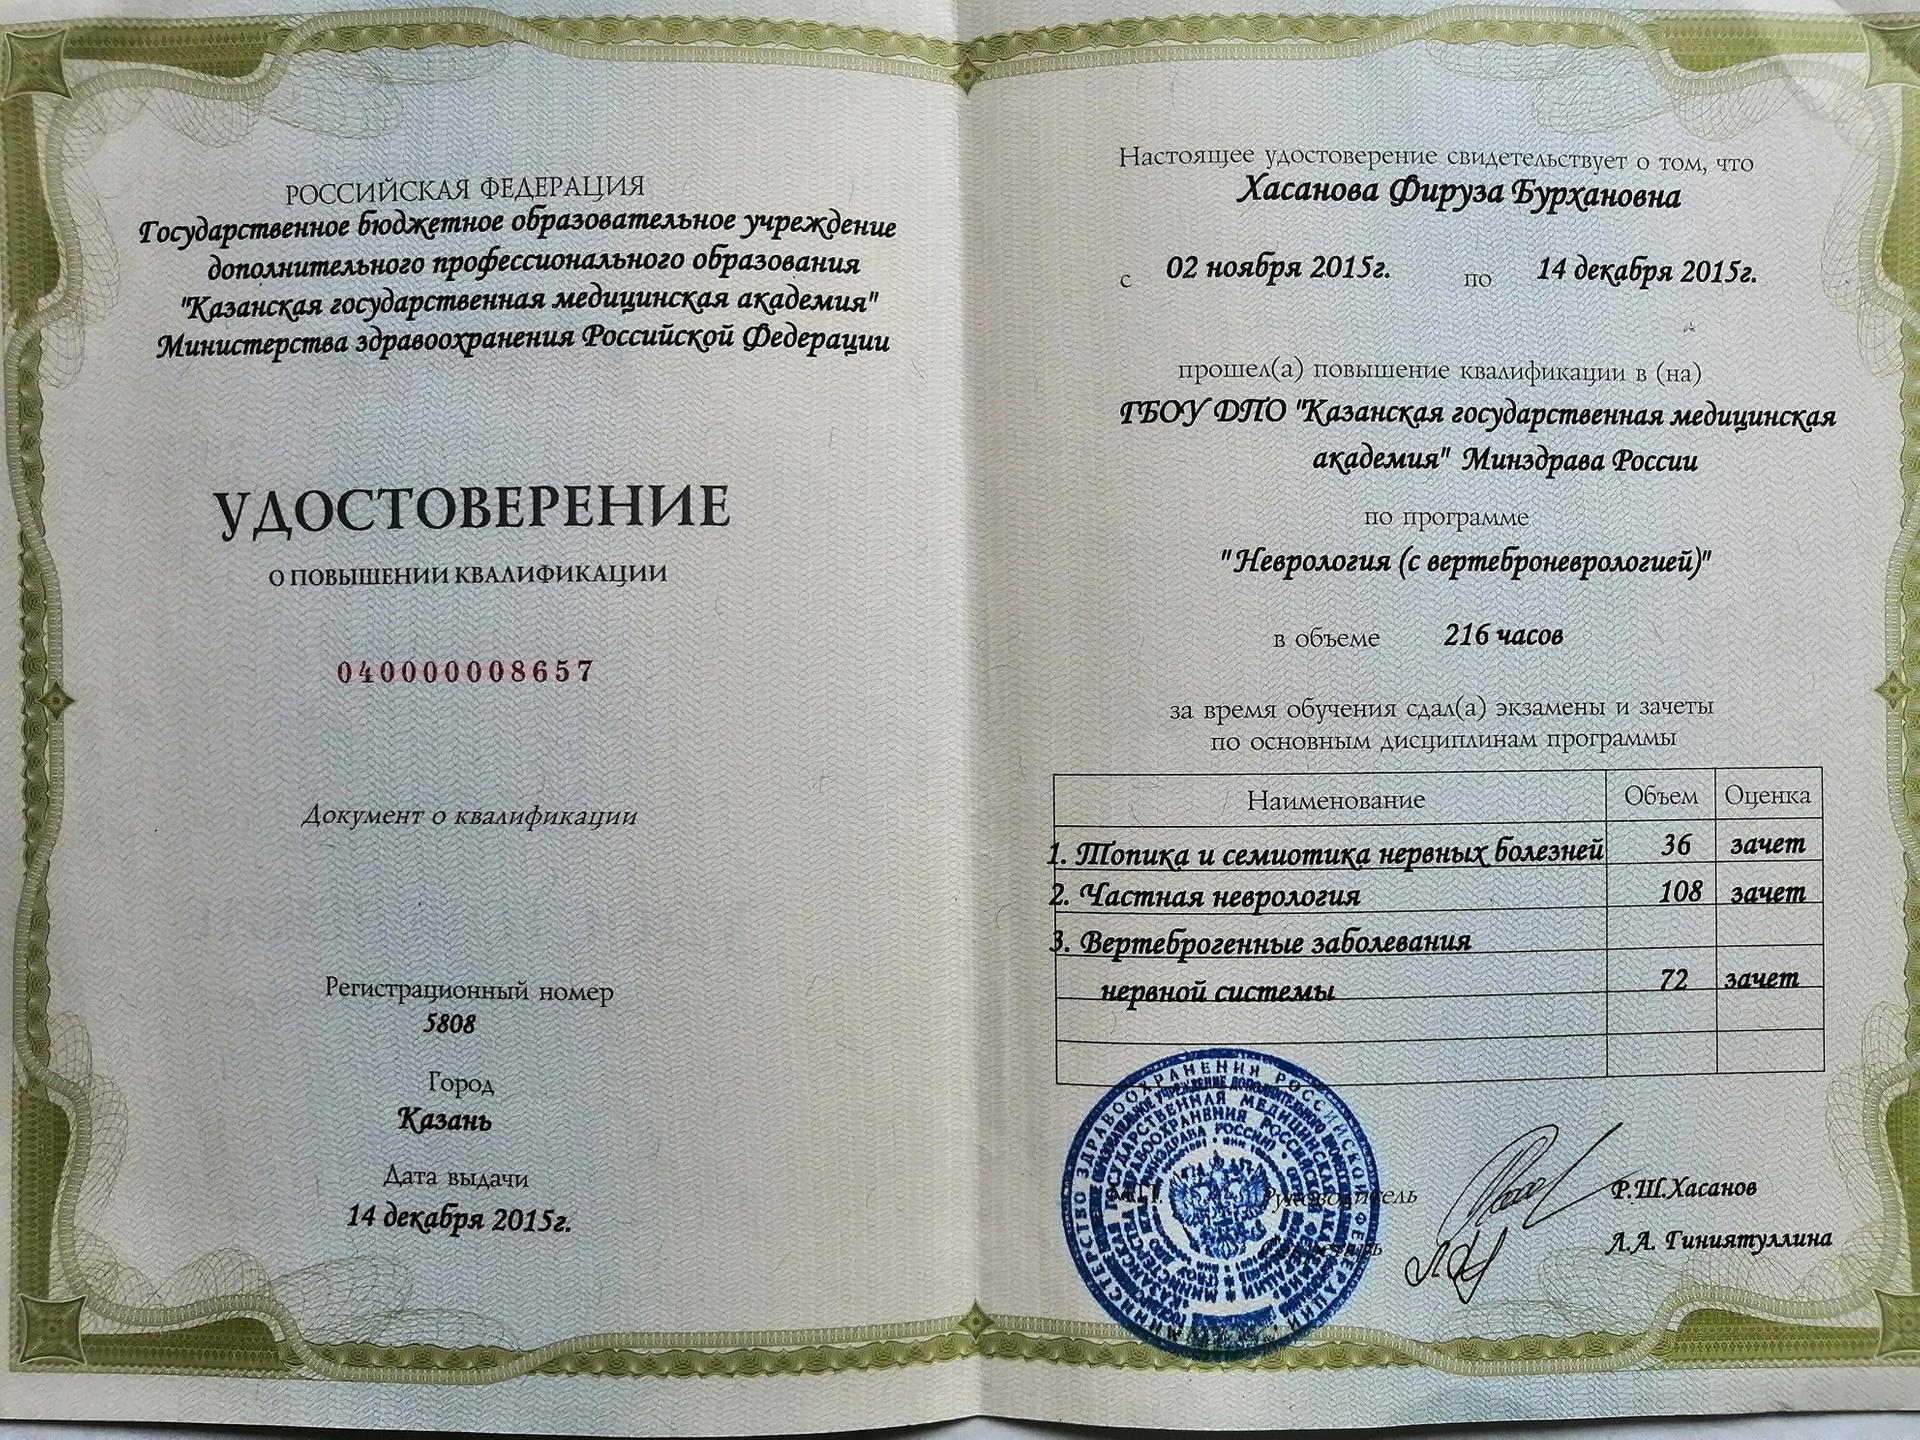 РОССИЙСКАЯ ФЕДЕРАЦИЯ
Государственное бюджетное образовательное учреждение
дополнительного профессионального образования
"Казанская государственная медицинская академия"
Министерства здравоохранения Российской Федерации
УДОСТОВЕРЕНИЕ
О ПОВЫШЕНИИ КВАЛИФИКАЦИИ
040000008657
Документ о квалификации
Регистрационный номер
5808
Город
Казань
Дата выдачи
14 декабря 2015г.
Настоящее удостоверение свидетельствует о том, что
Хасанова Фируза Бурхановна
с 02 ноября 2015г. по 14 декабря 2015г.
прошел(а) повышение квалификации в (на)
ГБОУ ДПО "Казанская государственная медицинская
академия" Минздрава России
по программе
"Неврология (с вертеброневрологией)"
в объеме 216 часов
за время обучения сдал(а) экзамены и зачеты
по основным дисциплинам программы
Наименование Объем Оценка
1. Топика и семиотика нервных болезней 36 зачет
2. Частная неврология 108 зачет
3. Вертеброгенные заболевания
нервной системы 72 зачет
МИНИСТЕРСТВО ЗДРАВООХРАНЕНИЯ РОССИЙСКОЙ ФЕДЕРАЦИИ
М.П. Руководитель Р.Ш.Хасанов
Секретарь Л.А. Гиниятуллина